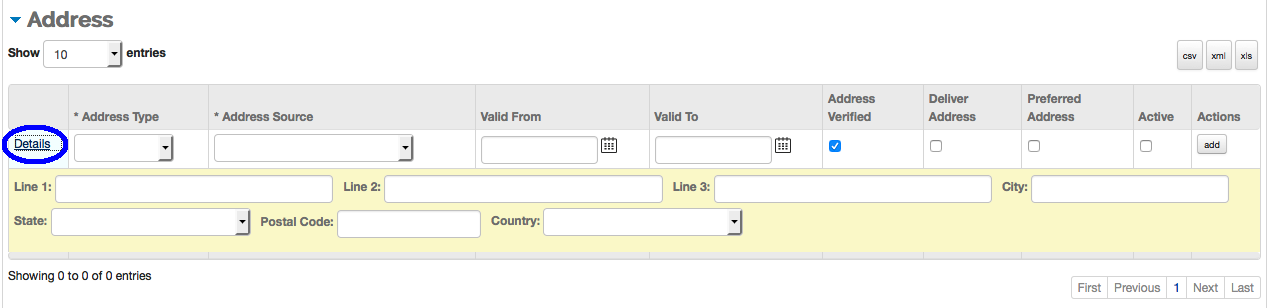 Address
Show 10 entries
csv xml xls
* Address Type * Address Source Valid From Valid To Address Verified Deliver Address Preferred Address Active Actions
Details add
Line 1: Line 2: Line 3: City:
State: Postal Code: Country:
Showing 0 to 0 of 0 entries
First Previous 1 Next Last